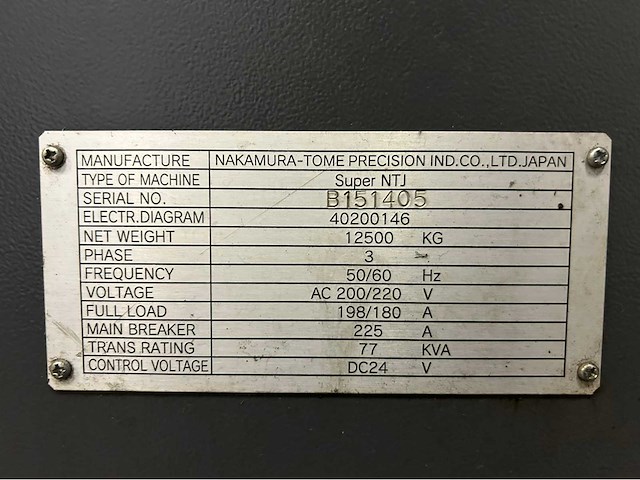 MANUFACTURE NAKAMURA-TOME PRECISION IND.CO.,LTD.JAPAN
TYPE OF MACHINE Super NTJ
SERIAL NO. B151405
ELECTR.DIAGRAM 40200146
NET WEIGHT 12500 KG
PHASE 3 -
FREQUENCY 50/60 Hz
VOLTAGE AC 200/220 V
FULL LOAD 198/180 A
MAIN BREAKER 225 A
TRANS RATING 77 KVA
CONTROL VOLTAGE DC24 V